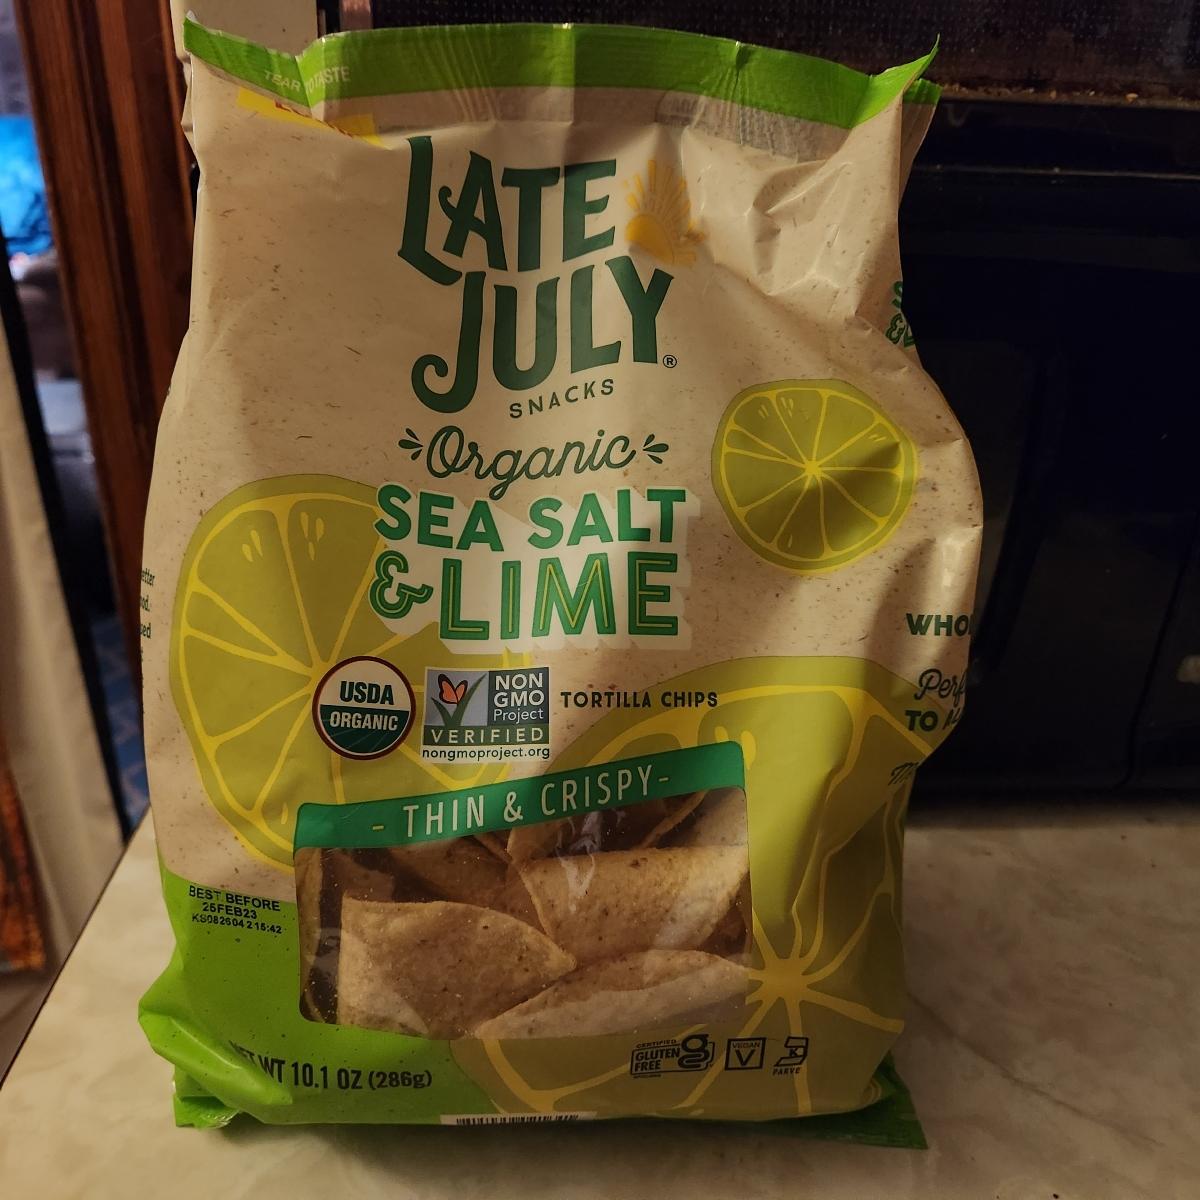 TEAR TO TASTE
LATE
JULY®
SNACKS
Organic
SEA SALT
& LIME
USDA
ORGANIC
NON
GMO
Project
VERIFIED
nongmoproject.org
TORTILLA CHIPS
- THIN & CRISPY -
BEST BEFORE
25FEB23
KS082604 2 15:42
NET WT 10.1 OZ (286g)
CERTIFIED
GLUTEN
FREE
VEGAN
V
K
PARVE
TO